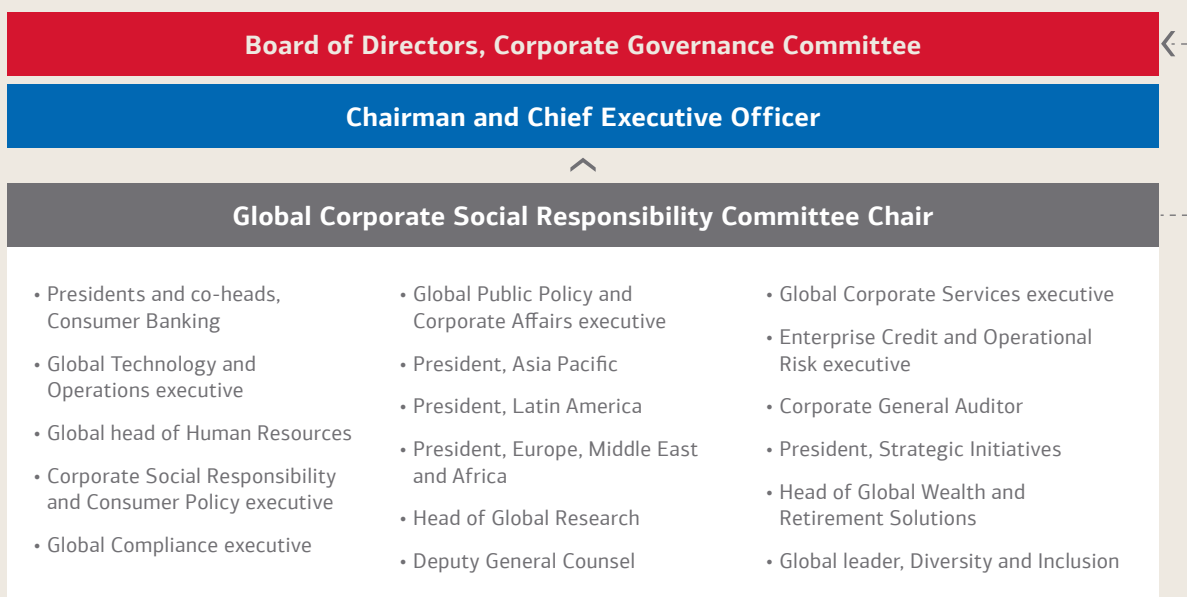 Board of Directors, Corporate Governance Committee
Chairman and Chief Executive Officer
Global Corporate Social Responsibility Committee Chair
• Presidents and co-heads,
Consumer Banking
• Global Technology and
Operations executive
• Global head of Human Resources
• Corporate Social Responsibility
and Consumer Policy executive
• Global Compliance executive
• Global Public Policy and
Corporate Affairs executive
• President, Asia Pacific
• President, Latin America
• President, Europe, Middle East
and Africa
• Head of Global Research
• Deputy General Counsel
• Global Corporate Services executive
• Enterprise Credit and Operational
Risk executive
• Corporate General Auditor
• President, Strategic Initiatives
• Head of Global Wealth and
Retirement Solutions
• Global leader, Diversity and Inclusion